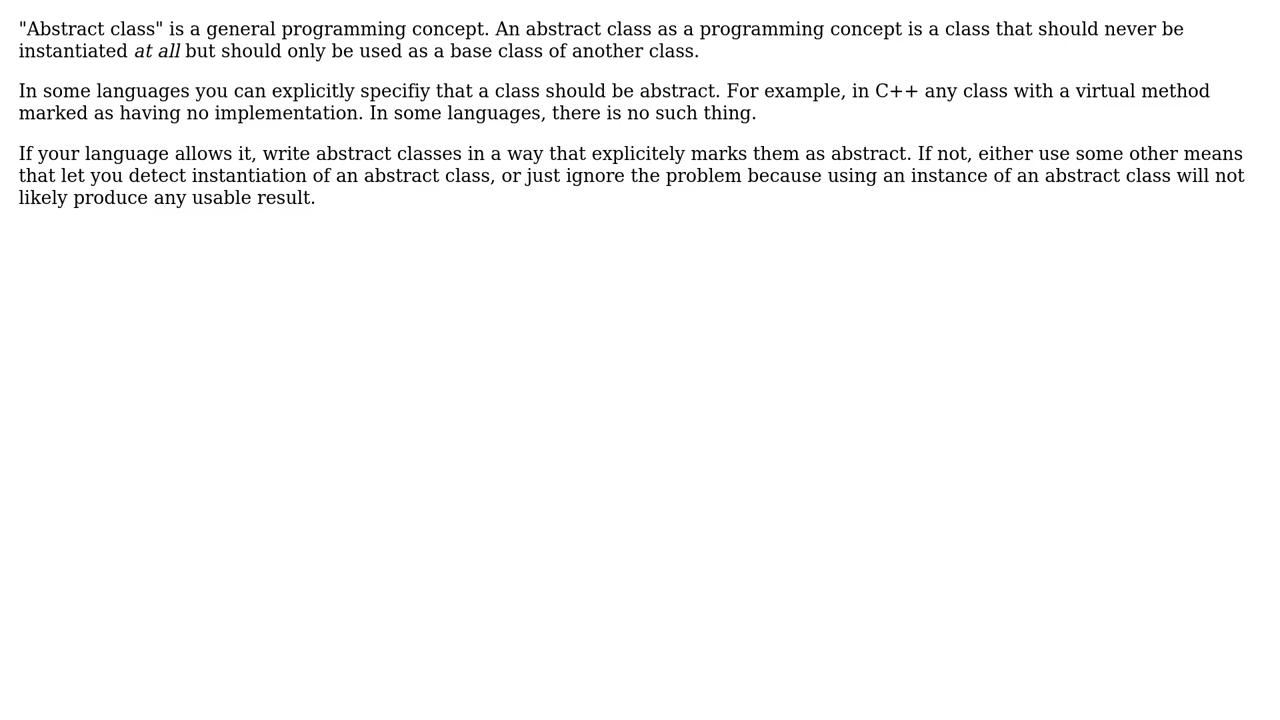 "Abstract class" is a general programming concept. An abstract class as a programming concept is a class that should never be
instantiated at all but should only be used as a base class of another class.
In some languages you can explicitly specifiy that a class should be abstract. For example, in C++ any class with a virtual method
marked as having no implementation. In some languages, there is no such thing.
If your language allows it, write abstract classes in a way that explicitely marks them as abstract. If not, either use some other means
that let you detect instantiation of an abstract class, or just ignore the problem because using an instance of an abstract class will not
likely produce any usable result.